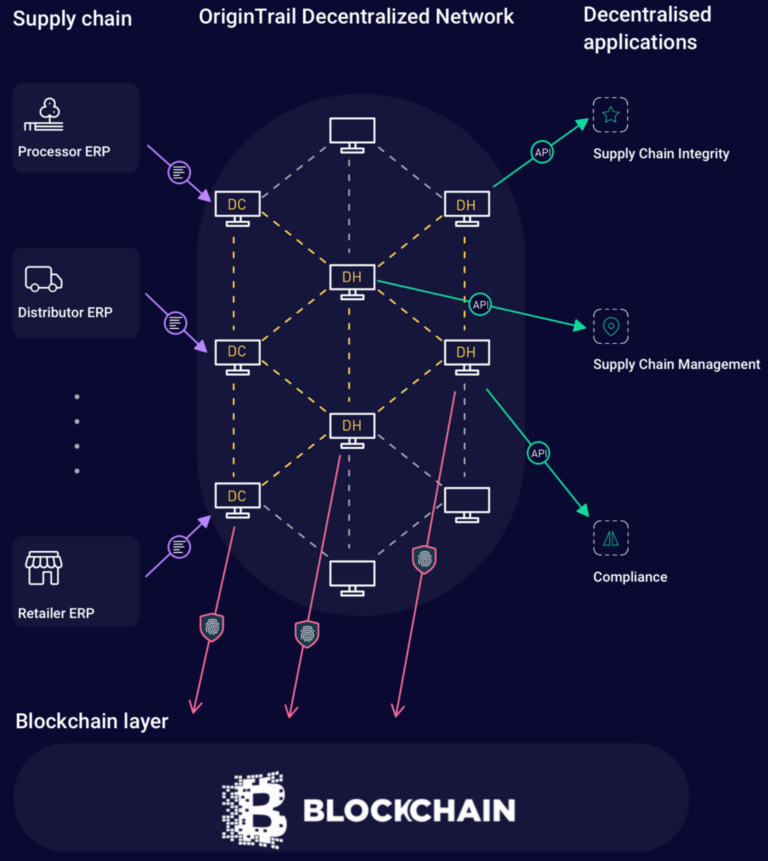 Supply chain
OriginTrail Decentralized Network
Decentralised
applications
Processor ERP
DC
DH
API
Supply Chain Integrity
DH
API
Distributor ERP
DC
DH
Supply Chain Management
DH
API
DC
Compliance
Retailer ERP
Blockchain layer
B BLOCKCHAIN